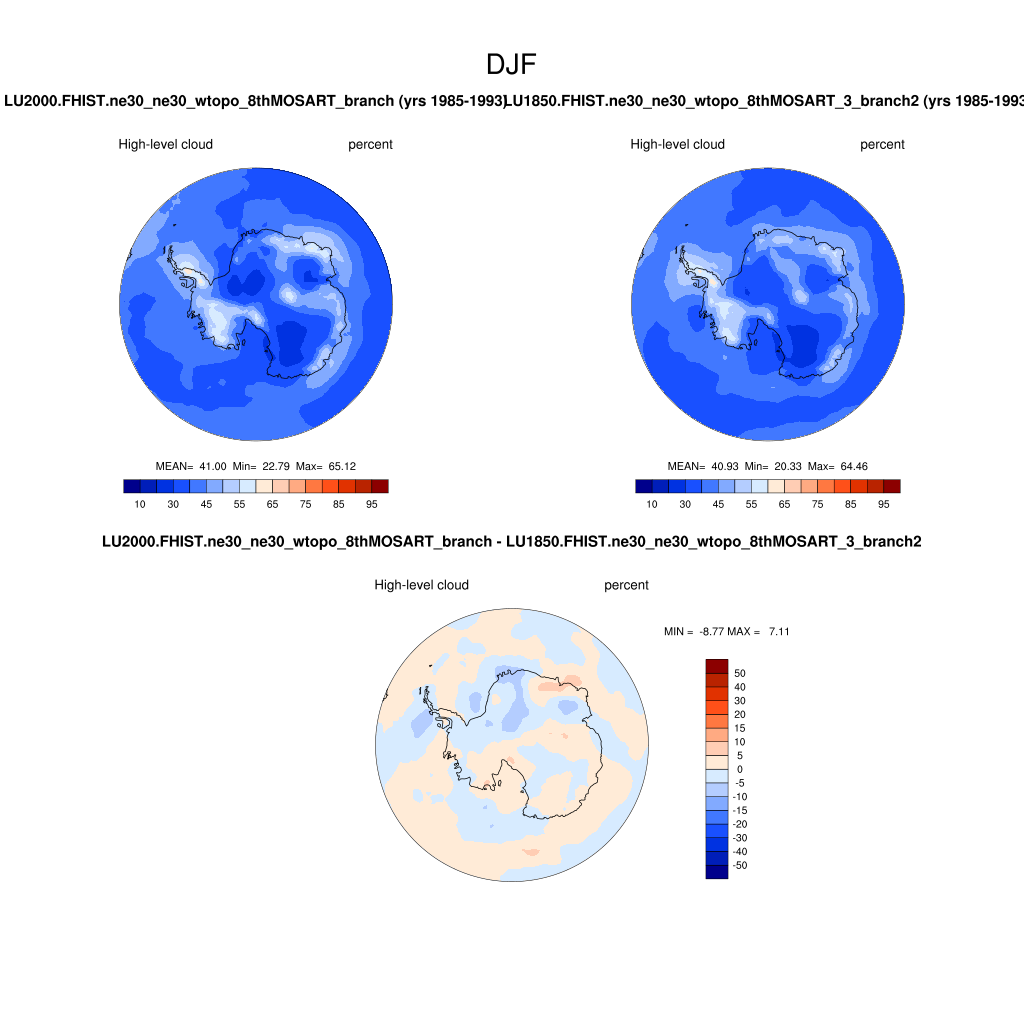 DJF
LU2000.FHIST.ne30_ne30_wtopo_8thMOSART_branch (yrs 1985-1993)
LU1850.FHIST.ne30_ne30_wtopo_8thMOSART_3_branch2 (yrs 1985-1993
High-level cloud percent
High-level cloud percent
MEAN= 41.00 Min= 22.79 Max= 65.12
MEAN= 40.93 Min= 20.33 Max= 64.46
10 30 45 55 65 75 85 95
10 30 45 55 65 75 85 95
LU2000.FHIST.ne30_ne30_wtopo_8thMOSART_branch - LU1850.FHIST.ne30_ne30_wtopo_8thMOSART_3_branch2
High-level cloud percent
MIN = -8.77 MAX = 7.11
50
40
30
20
15
10
5
0
-5
-10
-15
-20
-30
-40
-50